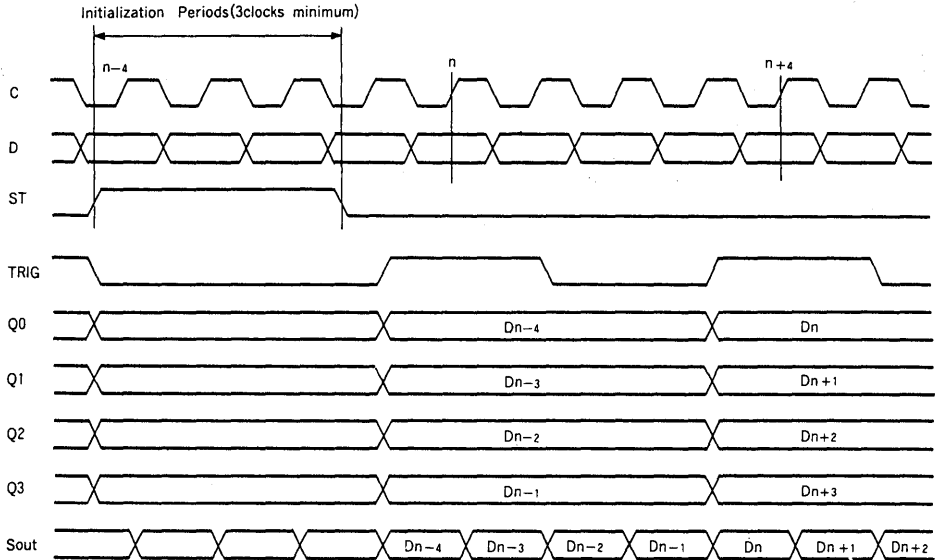 Initialization Periods(3clocks minimum)
n-4 n n+4
C
D
ST
TRIG
Q0 Dn-4 Dn
Q1 Dn-3 Dn+1
Q2 Dn-2 Dn+2
Q3 Dn-1 Dn+3
Sout Dn-4 Dn-3 Dn-2 Dn-1 Dn Dn+1 Dn+2